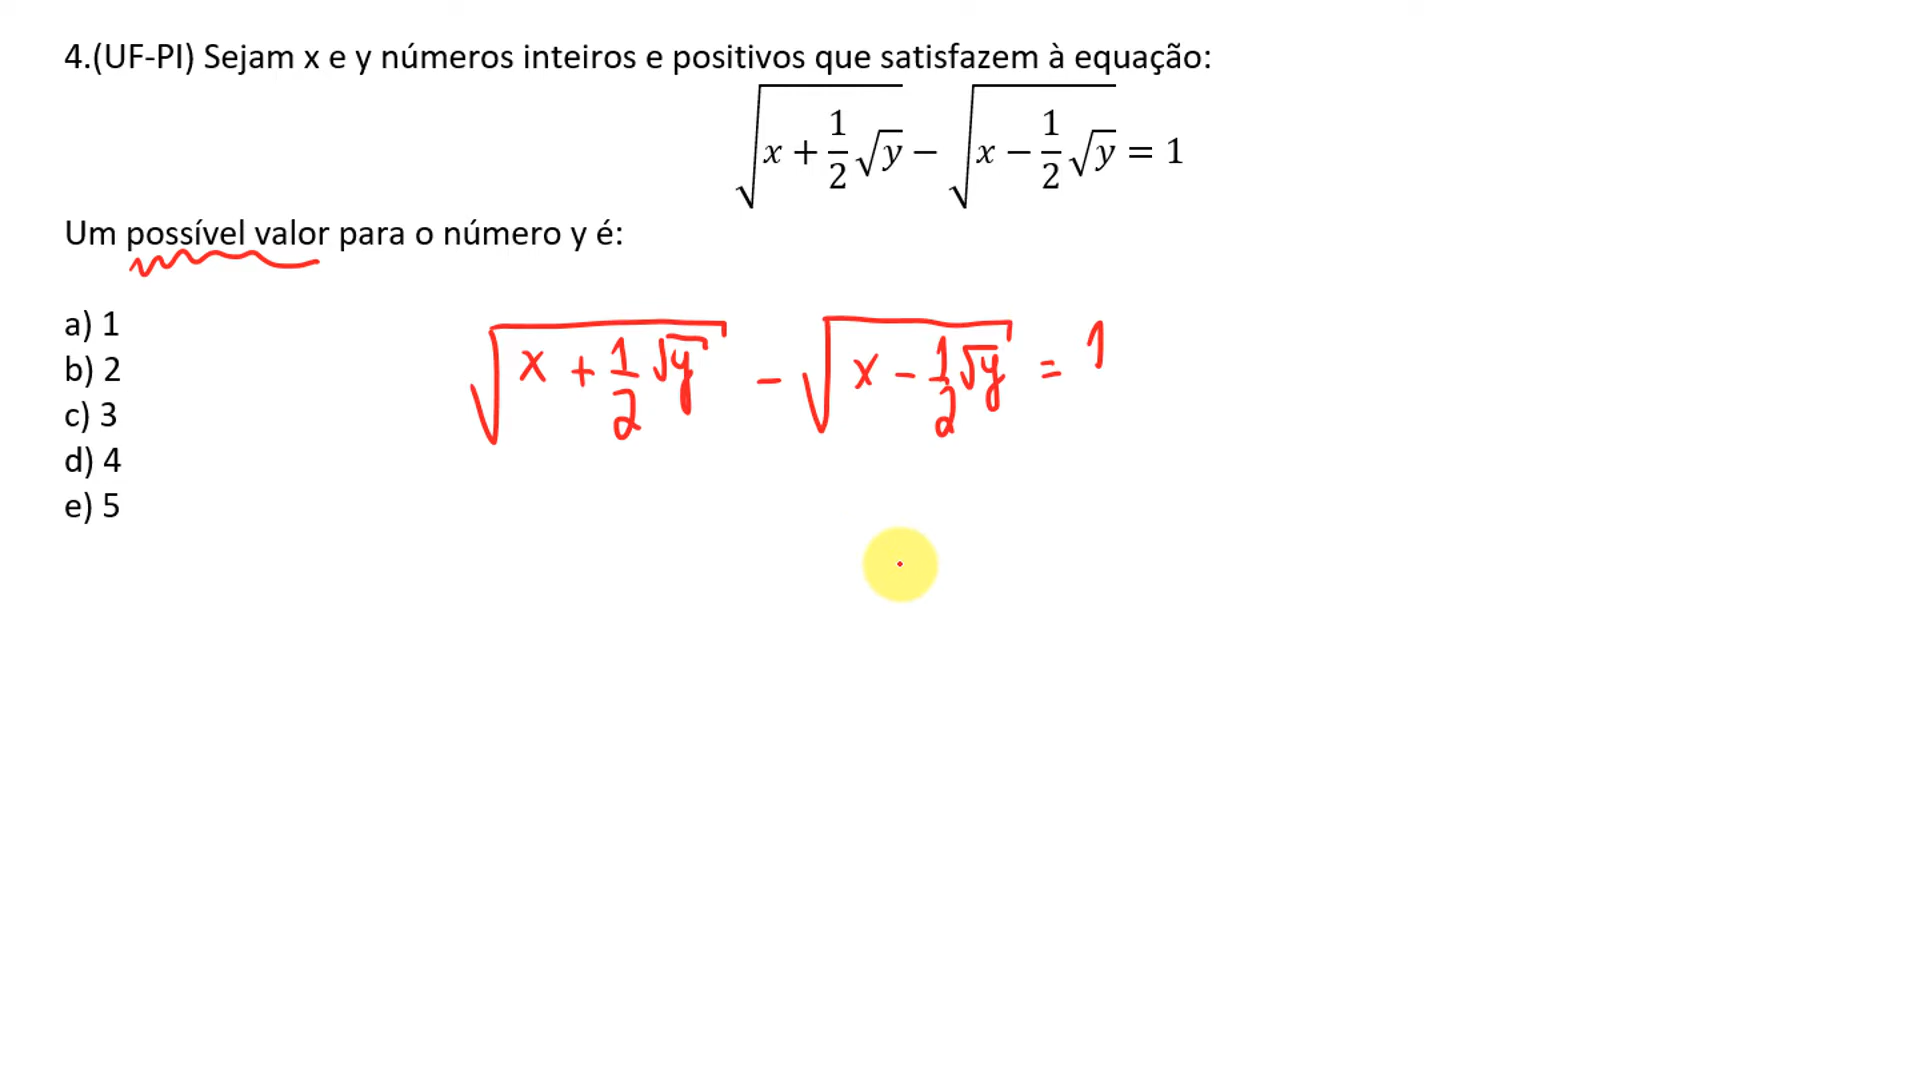 4.(UF-PI) Sejam x e y números inteiros e positivos que satisfazem à equação:
√(x + 1/2 √y) − √(x − 1/2 √y) = 1
Um possível valor para o número y é:
a) 1
b) 2
c) 3
d) 4
e) 5
√(x + 1/2 √y) − √(x − 1/2 √y) = 1